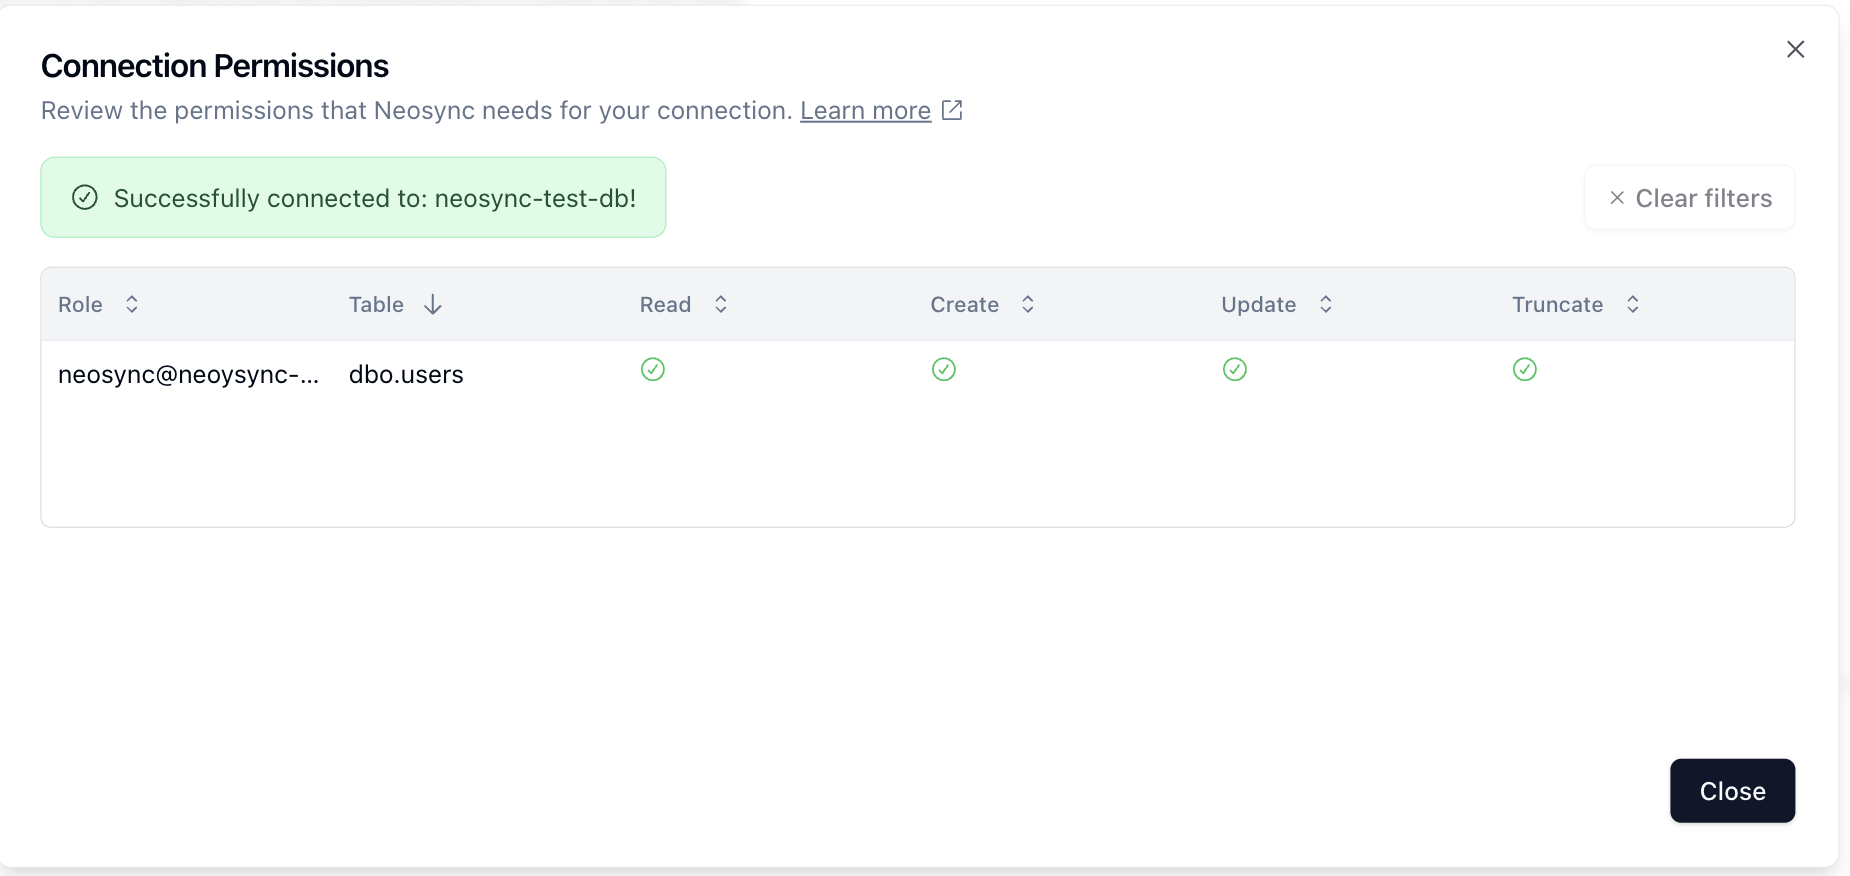 Connection Permissions
Review the permissions that Neosync needs for your connection. Learn more
Successfully connected to: neosync-test-db!
Clear filters
Role Table Read Create Update Truncate
neosync@neoysync-... dbo.users
Close